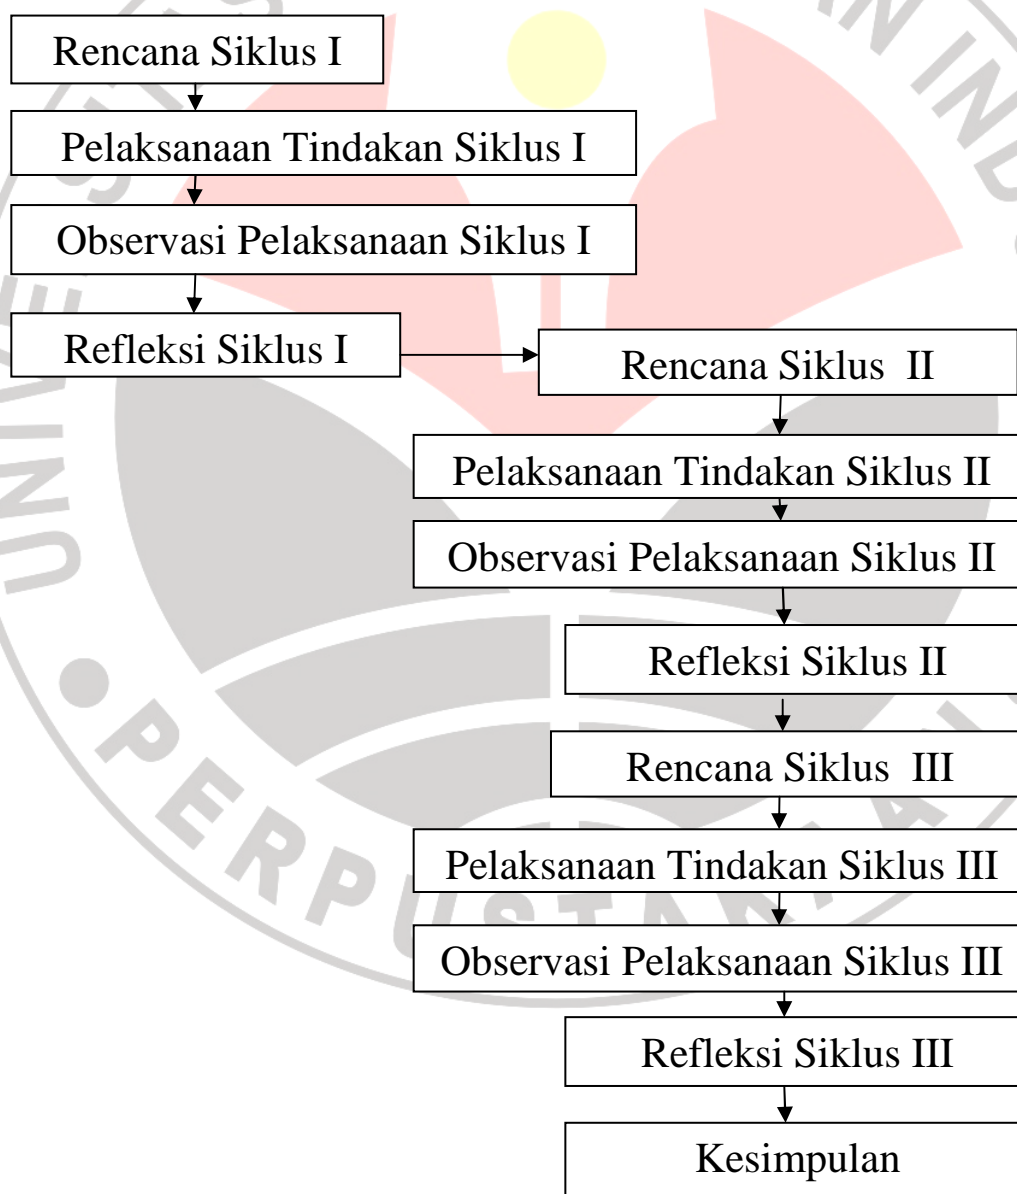 Rencana Siklus I
Pelaksanaan Tindakan Siklus I
Observasi Pelaksanaan Siklus I
Refleksi Siklus I
Rencana Siklus II
Pelaksanaan Tindakan Siklus II
Observasi Pelaksanaan Siklus II
Refleksi Siklus II
Rencana Siklus III
Pelaksanaan Tindakan Siklus III
Observasi Pelaksanaan Siklus III
Refleksi Siklus III
Kesimpulan